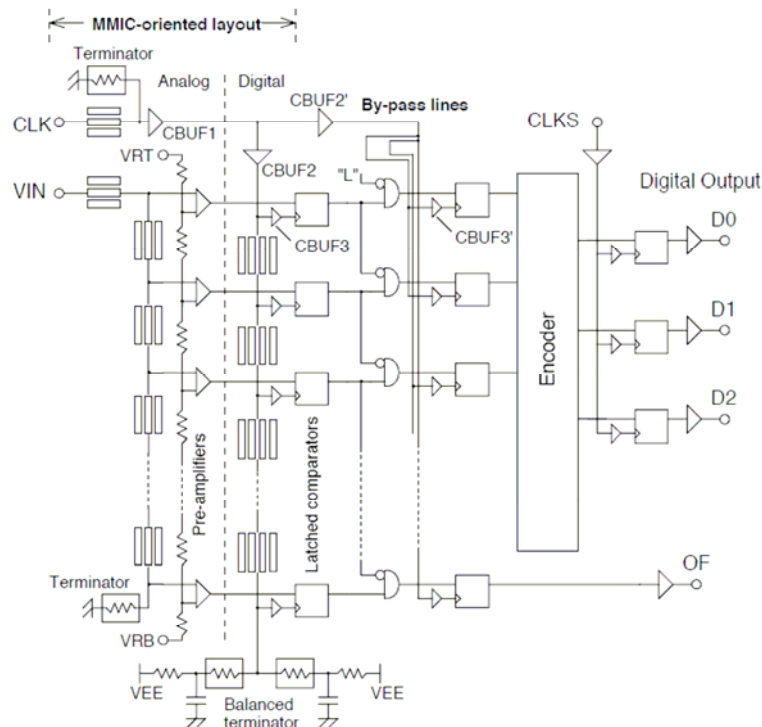 MMIC-oriented layout
Terminator
Analog
Digital
CBUF2'
By-pass lines
CLK
CBUF1
CLKS
VRT
CBUF2
"L"
VIN
Digital Output
D0
CBUF3
CBUF3'
D1
Encoder
D2
Pre-amplifiers
Latched comparators
OF
Terminator
VRB
VEE
VEE
Balanced
terminator